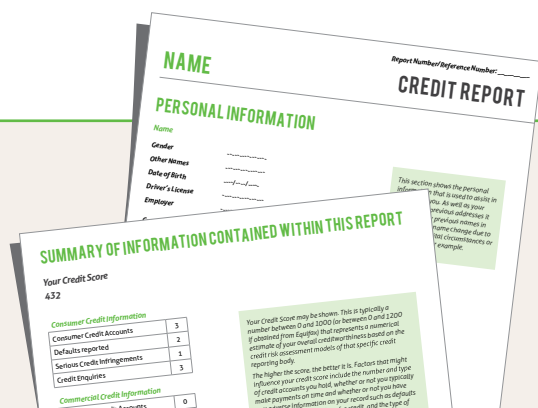 Report Number/Reference Number:
NAME
CREDIT REPORT
PERSONAL INFORMATION
Name
Gender
Other Names
Date of Birth
Driver's License
Employer
This section shows the personal
that is used to assist in
you. As well as your
previous addresses it
previous names in
name change due to
circumstances or
example.
SUMMARY OF INFORMATION CONTAINED WITHIN THIS REPORT
Your Credit Score
432
Consumer Credit Information
Consumer Credit Accounts 3
Defaults reported 2
Serious Credit Infringements 1
Credit Enquiries 3
Commercial Credit Information
Accounts 0
Your Credit Score may be shown. This is typically a
number between 0 and 1000 (or between 0 and 1200
if obtained from Equifax) that represents a numerical
estimate of your overall creditworthiness based on the
credit risk assessment models of that specific credit
reporting body.
The higher the score, the better it is. Factors that might
influence your credit score include the number and type
of credit accounts you hold, whether or not you typically
make payments on time and whether or not you have
information on your record such as defaults
credit, and the type of